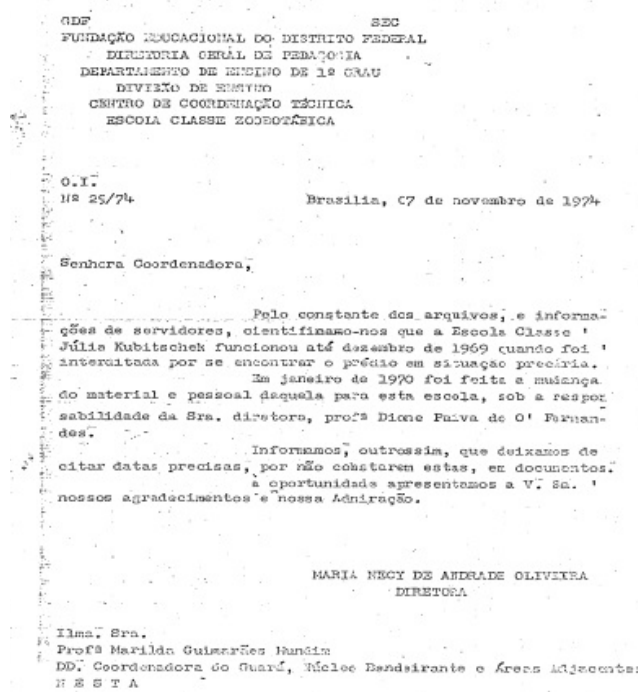 GDF SEC
FUNDAÇÃO EDUCACIONAL DO DISTRITO FEDERAL
DIRETORIA GERAL DE PEDAGOGIA
DEPARTAMENTO DE ENSINO DE 1º GRAU
DIVISÃO DE ENSINO
CENTRO DE COORDENAÇÃO TÉCNICA
ESCOLA CLASSE ZOOBOTÂNICA
O.I.
Nº 25/74 Brasilia, 07 de novembro de 1974
Senhora Coordenadora,
Pelo constante dos arquivos, e informa-
ções de servidores, cientificamo-nos que a Escola Classe '
Júlia Kubitschek funcionou até dezembro de 1969 quando foi '
interditada por se encontrar o prédio em situação precária.
Em janeiro de 1970 foi feita a mudança
do material e pessoal daquela para esta escola, sob a respon
sabilidade da Sra. diretora, profª Dione Paiva de O' Fernan-
des.
Informamos, outrossim, que deixamos de
citar datas precisas, por não constarem estas, em documentos.
à oportunidade apresentamos a V. Sa. '
nossos agradecimentos e nossa Admiração.
MARIA NECY DE ANDRADE OLIVEIRA
DIRETORA
Ilma. Sra.
Profª Marilda Guimarães Mundim
DD. Coordenadora do Guará, Núcleo Bandeirante e Áreas Adjacentes
N E S T A